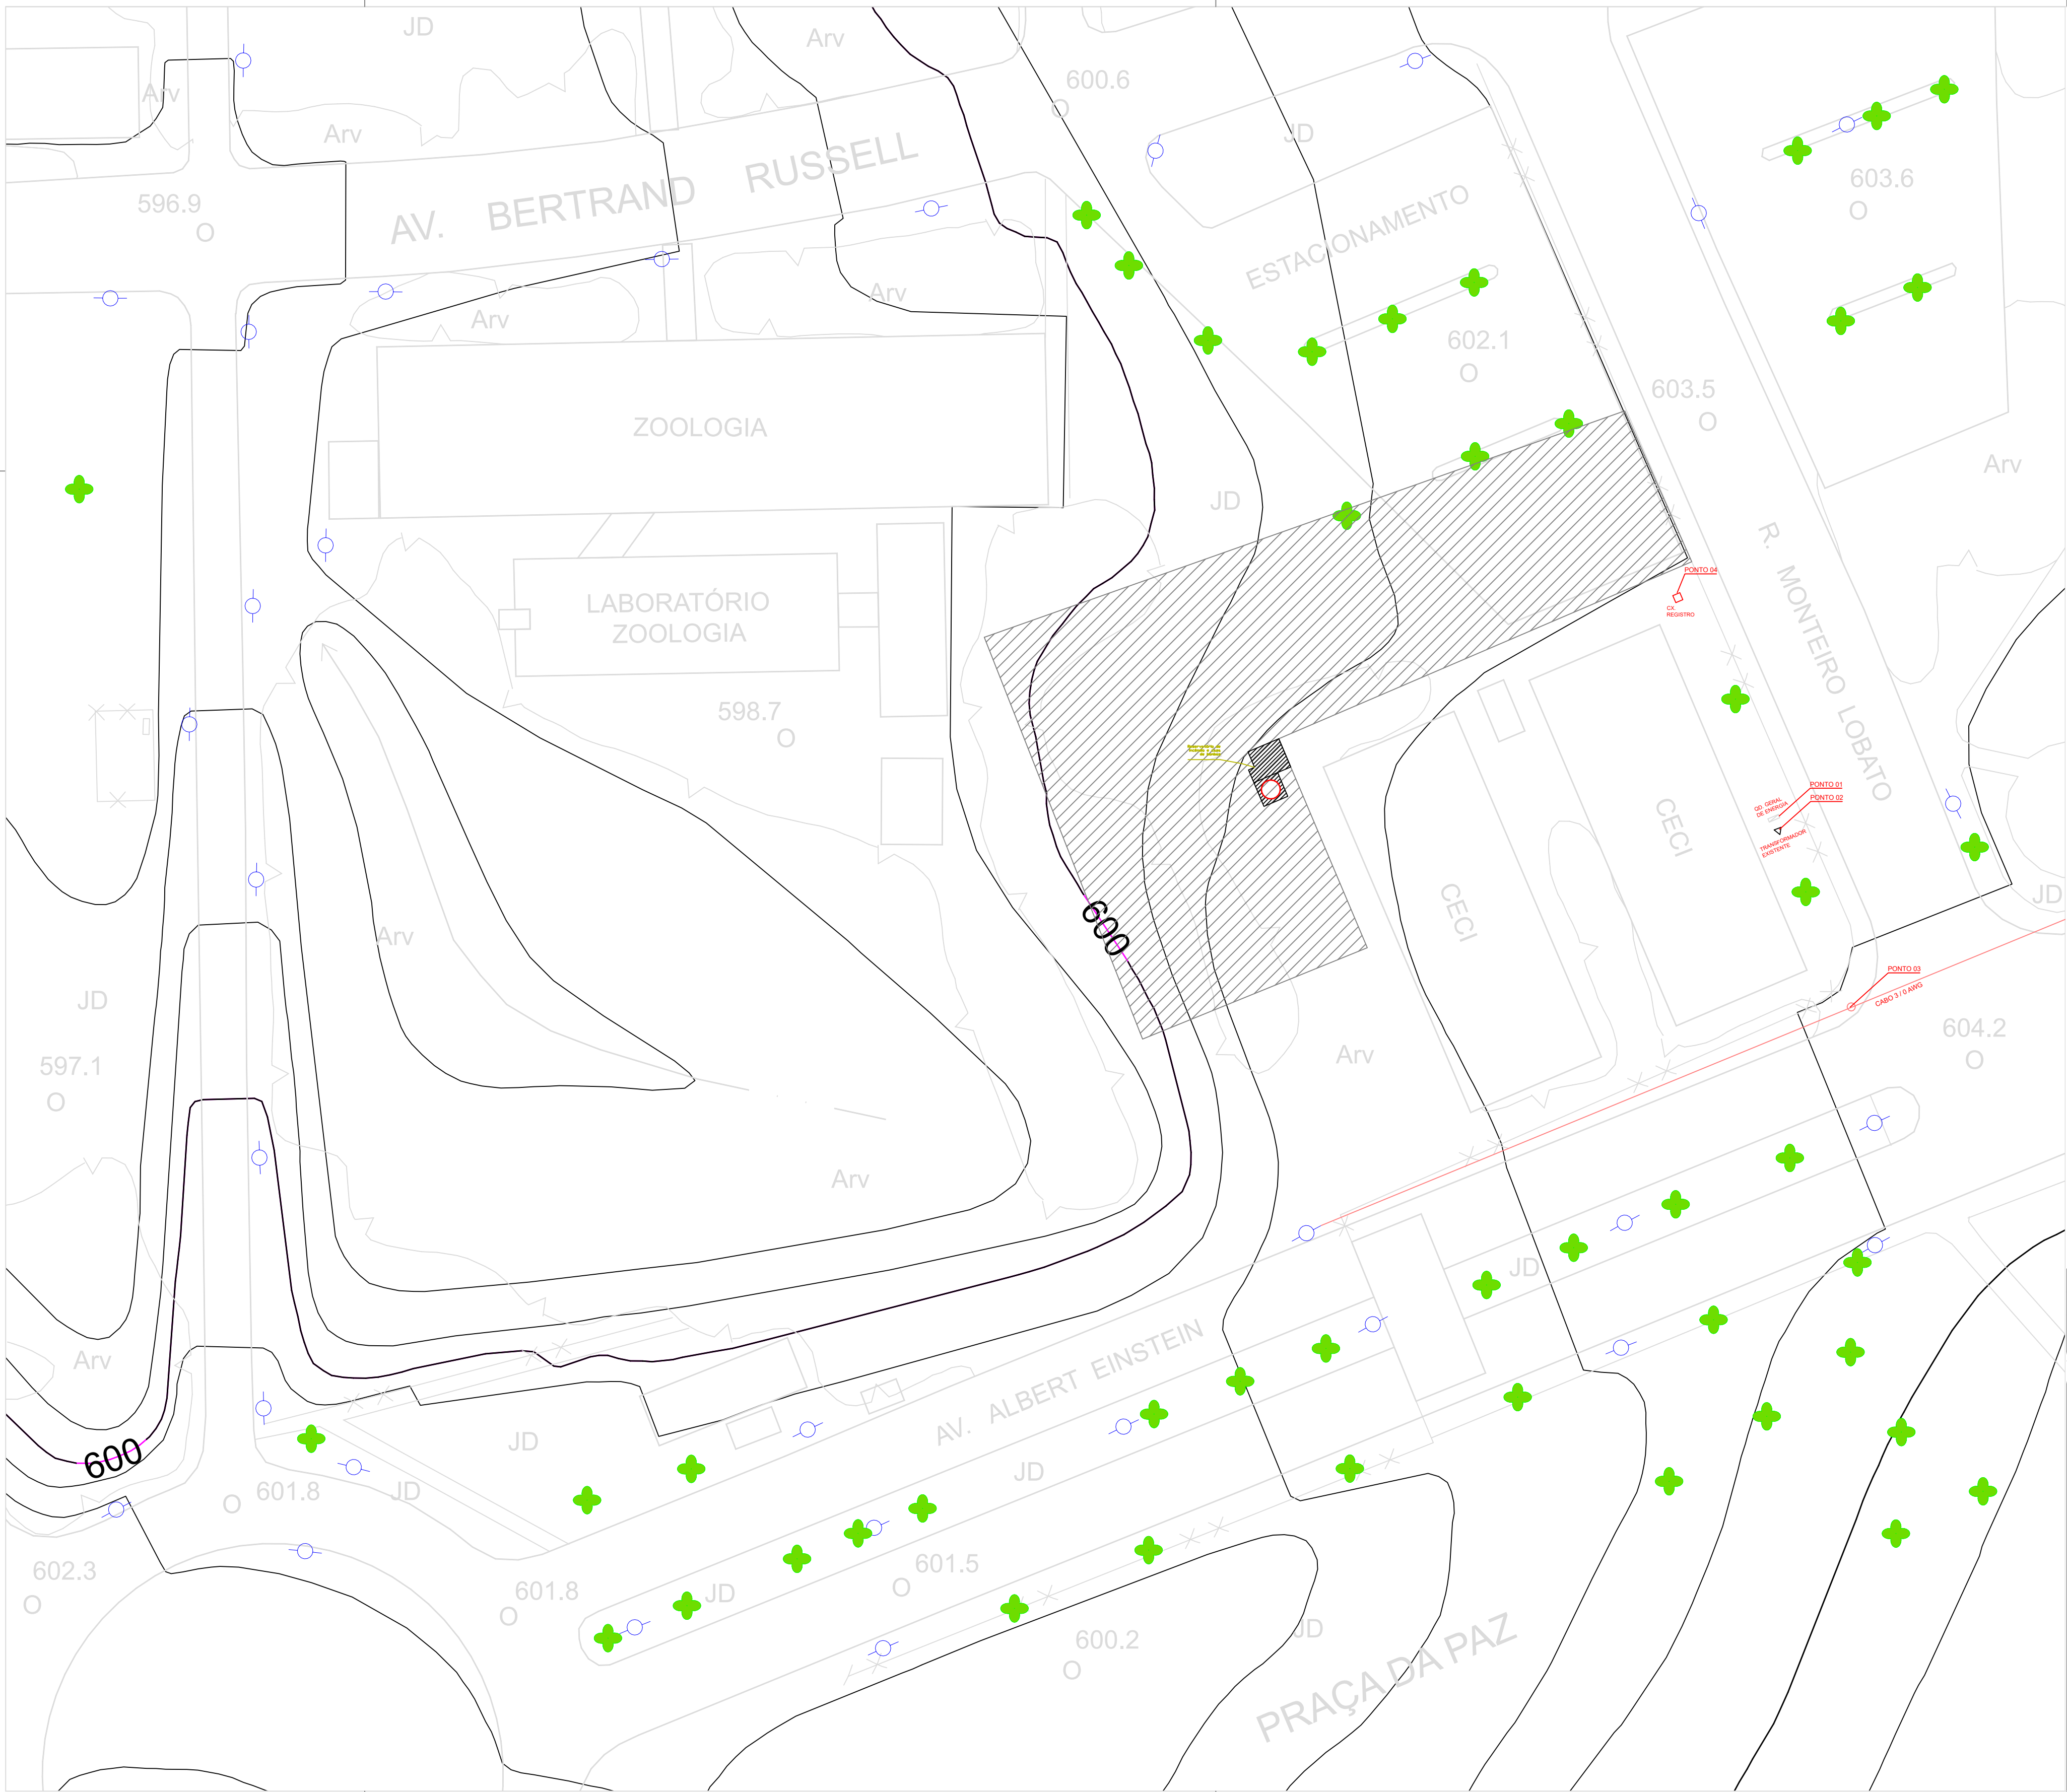 JD
Arv
Arv
Arv
600.6
JD
603.6
596.9
AV. BERTRAND RUSSELL
ESTACIONAMENTO
Arv
Arv
602.1
603.5
ZOOLOGIA
JD
Arv
R. MONTEIRO LOBATO
PONTO 04
CX.
REGISTRO
LABORATÓRIO
ZOOLOGIA
598.7
PONTO 01
PONTO 02
QD. GERAL
DE ENERGIA
TRANSFORMADOR
EXISTENTE
CECI
CECI
JD
600
Arv
PONTO 03
CABO 3 / 0 AWG
JD
604.2
597.1
Arv
Arv
JD
Arv
AV. ALBERT EINSTEIN
JD
600
JD
601.8
JD
602.3
601.8
JD
601.5
600.2
JD
PRAÇA DA PAZ